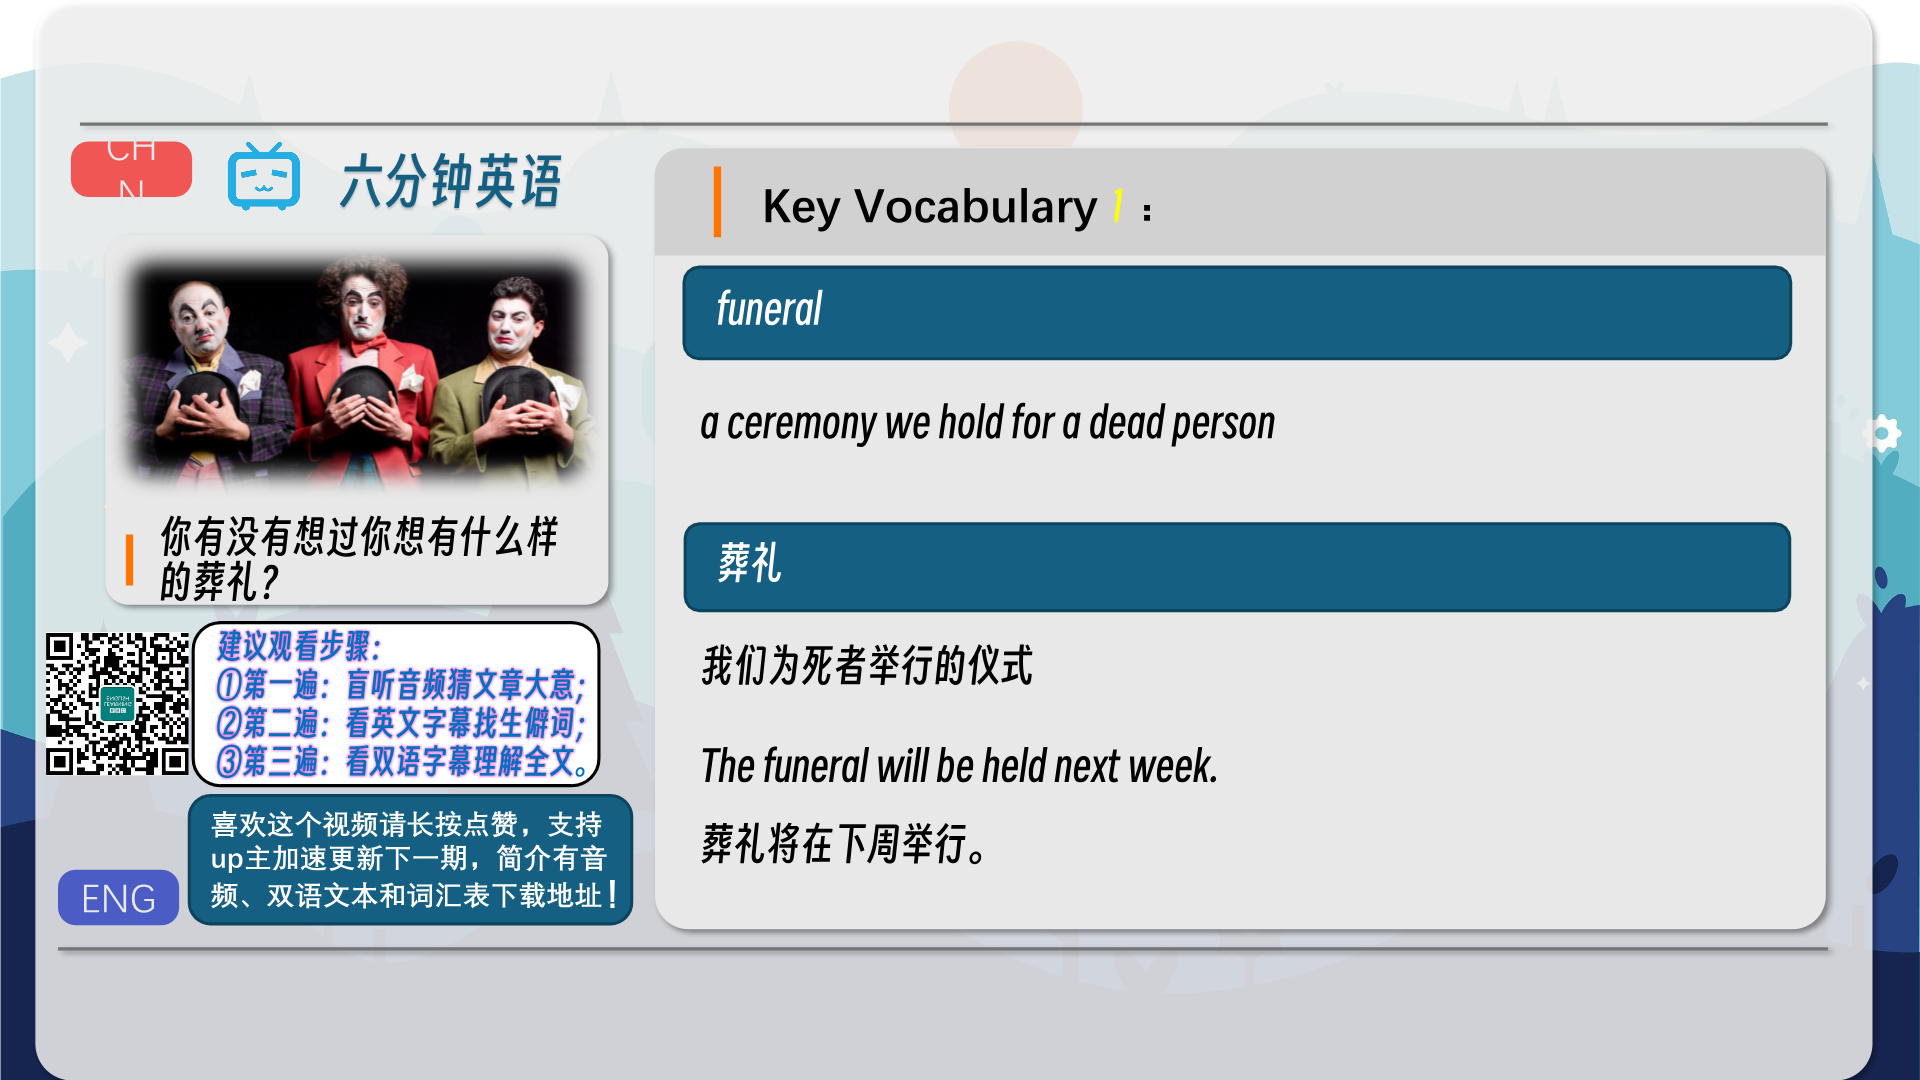 CH
N
六分钟英语
你有没有想过你想有什么样
的葬礼？
建议观看步骤：
①第一遍：盲听音频猜文章大意；
②第二遍：看英文字幕找生僻词；
③第三遍：看双语字幕理解全文。
喜欢这个视频请长按点赞，支持
up主加速更新下一期，简介有音
频、双语文本和词汇表下载地址！
ENG
Key Vocabulary 1：
funeral
a ceremony we hold for a dead person
葬礼
我们为死者举行的仪式
The funeral will be held next week.
葬礼将在下周举行。